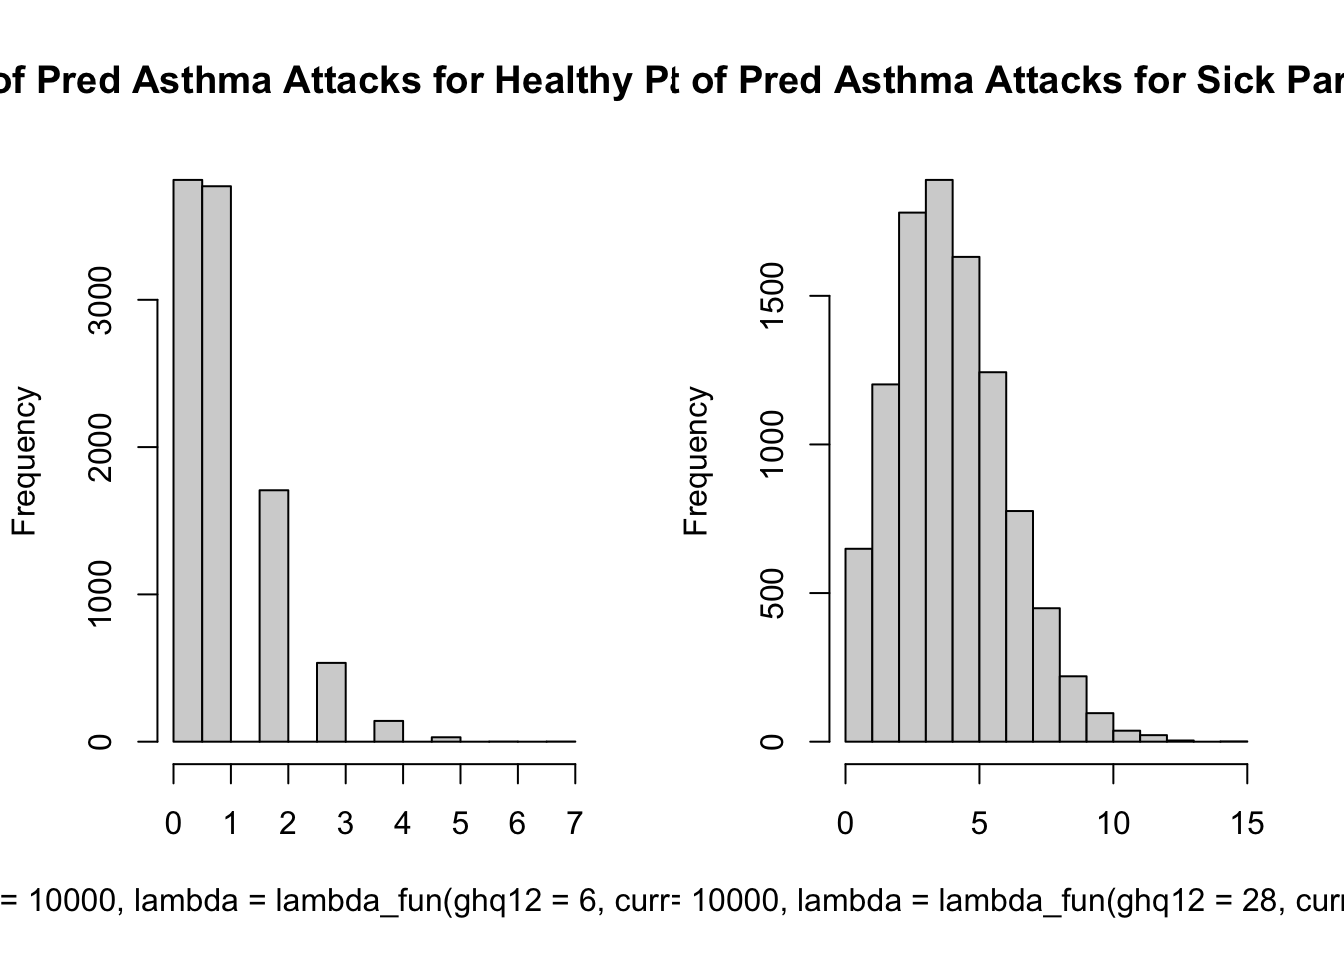 of Pred Asthma Attacks for Healthy P
t of Pred Asthma Attacks for Sick Par
Frequency
0 1000 2000 3000
0 1 2 3 4 5 6 7
= 10000, lambda = lambda_fun(ghq12 = 6, curr
Frequency
0 500 1000 1500
0 5 10 15
= 10000, lambda = lambda_fun(ghq12 = 28, curr